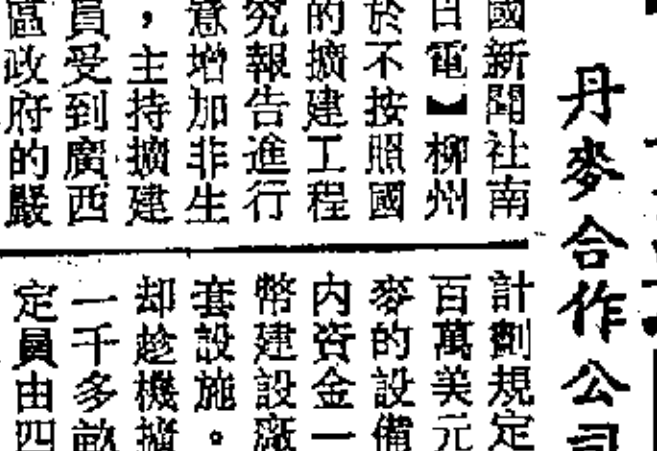 丹麥合作公司
國新聞社南
日電】柳州
於不按照國
的擴建工程
究報告進行
意增加非生
，主持擴建
員受到廣西
區政府的嚴
計劃規定
百萬美元
麥的設備
內資金一
幣建設廠
套設施。
却趁機擴
一千多畝
定員由四